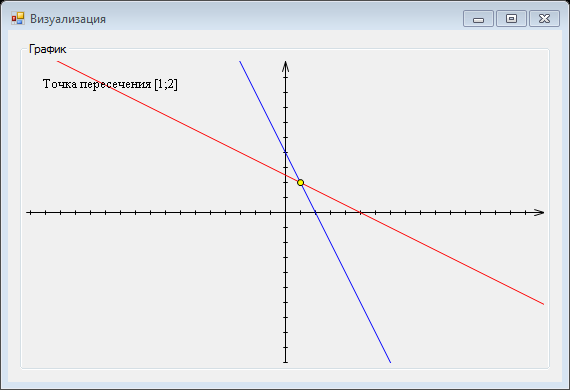 Визуализация
График
Точка пересечения [1;2]